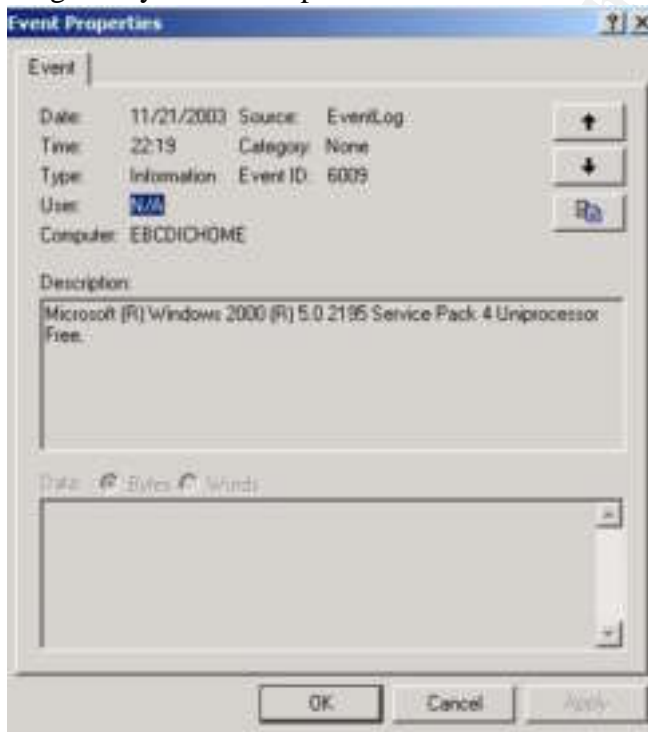 Event Properties
Event
Date: 11/21/2003 Source: EventLog
Time: 22:19 Category: None
Type: Information Event ID: 6009
User: N/A
Computer: EBCDICHOME
Description:
Microsoft (R) Windows 2000 (R) 5.0 2195 Service Pack 4 Uniprocessor
Free.
Data: Bytes Words
OK Cancel Apply